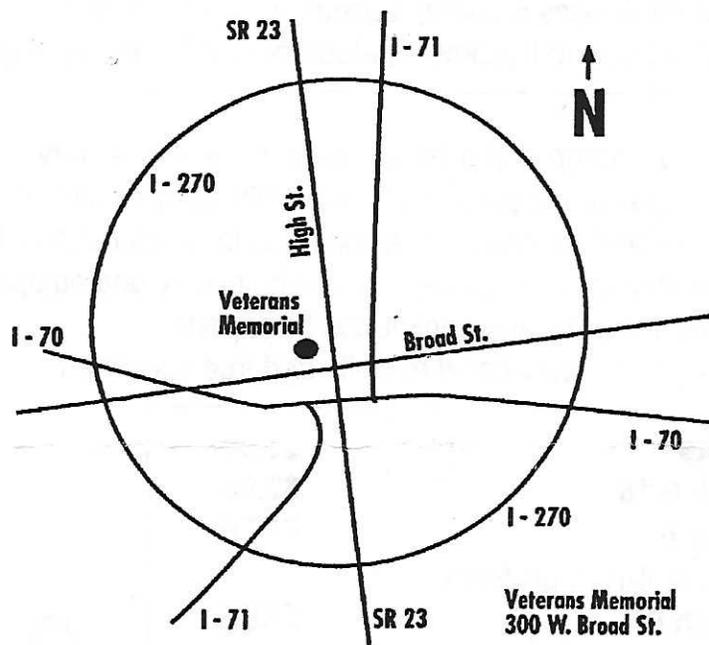 SR 23
I-71
N
I-270
High St.
Veterans
Memorial
Broad St.
I-70
I-70
I-270
I-71
SR 23
Veterans Memorial
300 W. Broad St.